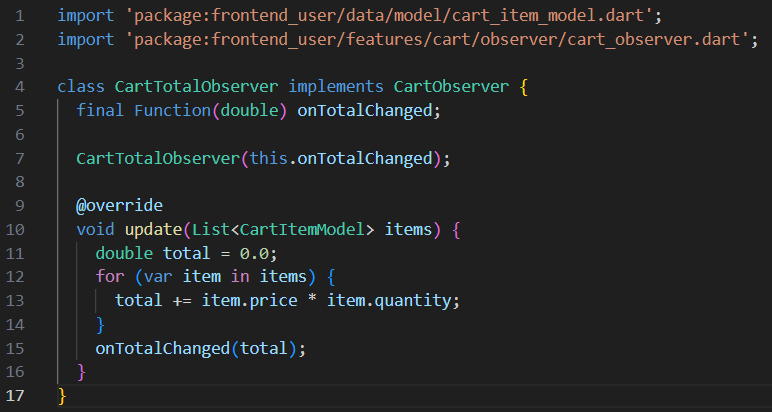 1 import 'package:frontend_user/data/model/cart_item_model.dart';
2 import 'package:frontend_user/features/cart/observer/cart_observer.dart';
3
4 class CartTotalObserver implements CartObserver {
5   final Function(double) onTotalChanged;
6
7   CartTotalObserver(this.onTotalChanged);
8
9   @override
10   void update(List<CartItemModel> items) {
11     double total = 0.0;
12     for (var item in items) {
13       total += item.price * item.quantity;
14     }
15     onTotalChanged(total);
16   }
17 }